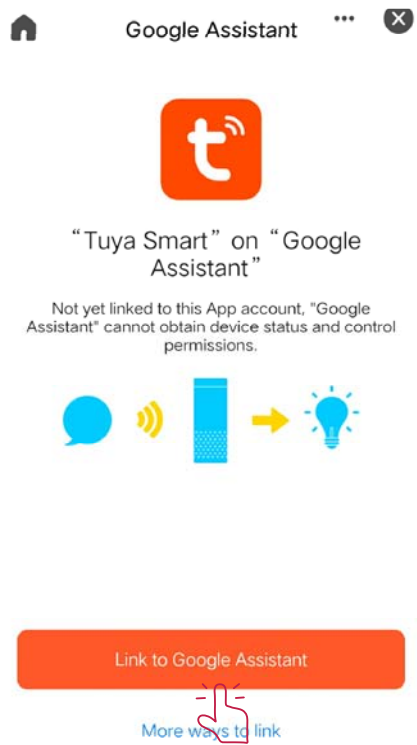 Google Assistant
t
“Tuya Smart” on “Google
Assistant”
Not yet linked to this App account, "Google
Assistant" cannot obtain device status and control
permissions.
Link to Google Assistant
More ways to link